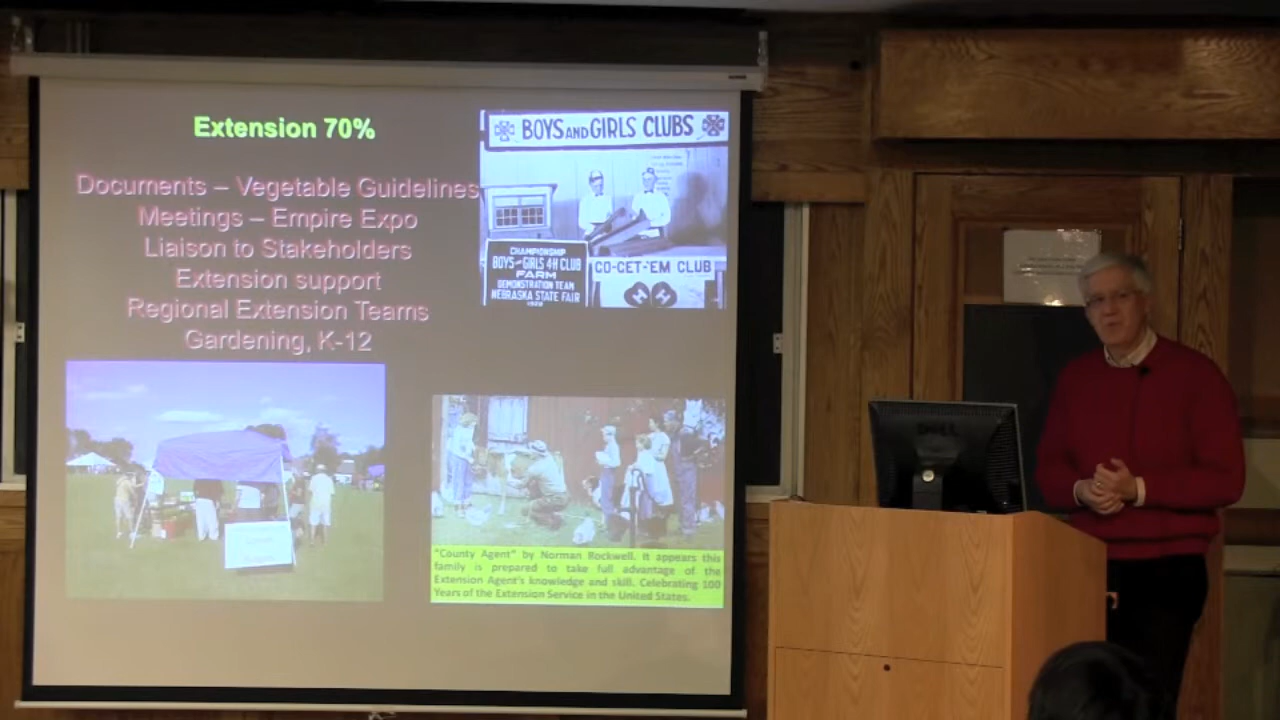 Extension 70%
Documents – Vegetable Guidelines
Meetings – Empire Expo
Liaison to Stakeholders
Extension support
Regional Extension Teams
Gardening, K-12
BOYS AND GIRLS CLUBS
CHAMPIONSHIP
BOYS AND GIRLS 4H CLUB
FARM
DEMONSTRATION TEAM
NEBRASKA STATE FAIR
CO-GET-'EM CLUB
H H
"County Agent" by Norman Rockwell. It appears this
family is prepared to take full advantage of the
Extension Agent's knowledge and skill. Celebrating 100
Years of the Extension Service in the United States.
DELL